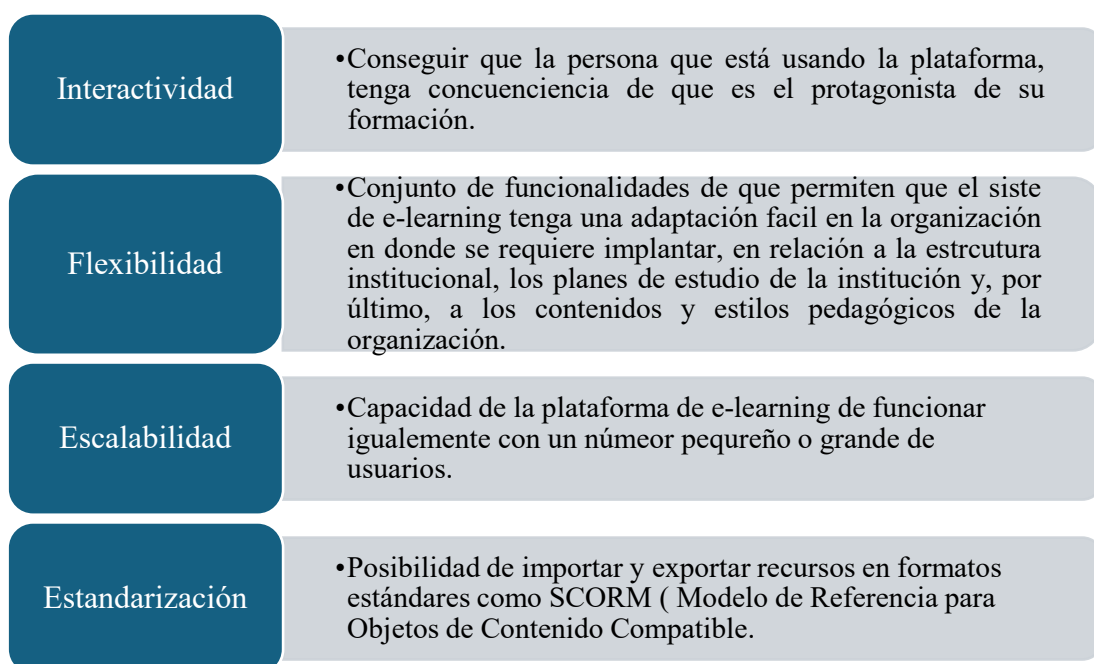 Interactividad
•Conseguir que la persona que está usando la plataforma,
tenga concuenciencia de que es el protagonista de su
formación.
Flexibilidad
•Conjunto de funcionalidades de que permiten que el siste
de e-learning tenga una adaptación facil en la organización
en donde se requiere implantar, en relación a la estrcutura
institucional, los planes de estudio de la institución y, por
último, a los contenidos y estilos pedagógicos de la
organización.
Escalabilidad
•Capacidad de la plataforma de e-learning de funcionar
igualemente con un númeor pequreño o grande de
usuarios.
Estandarización
•Posibilidad de importar y exportar recursos en formatos
estándares como SCORM ( Modelo de Referencia para
Objetos de Contenido Compatible.